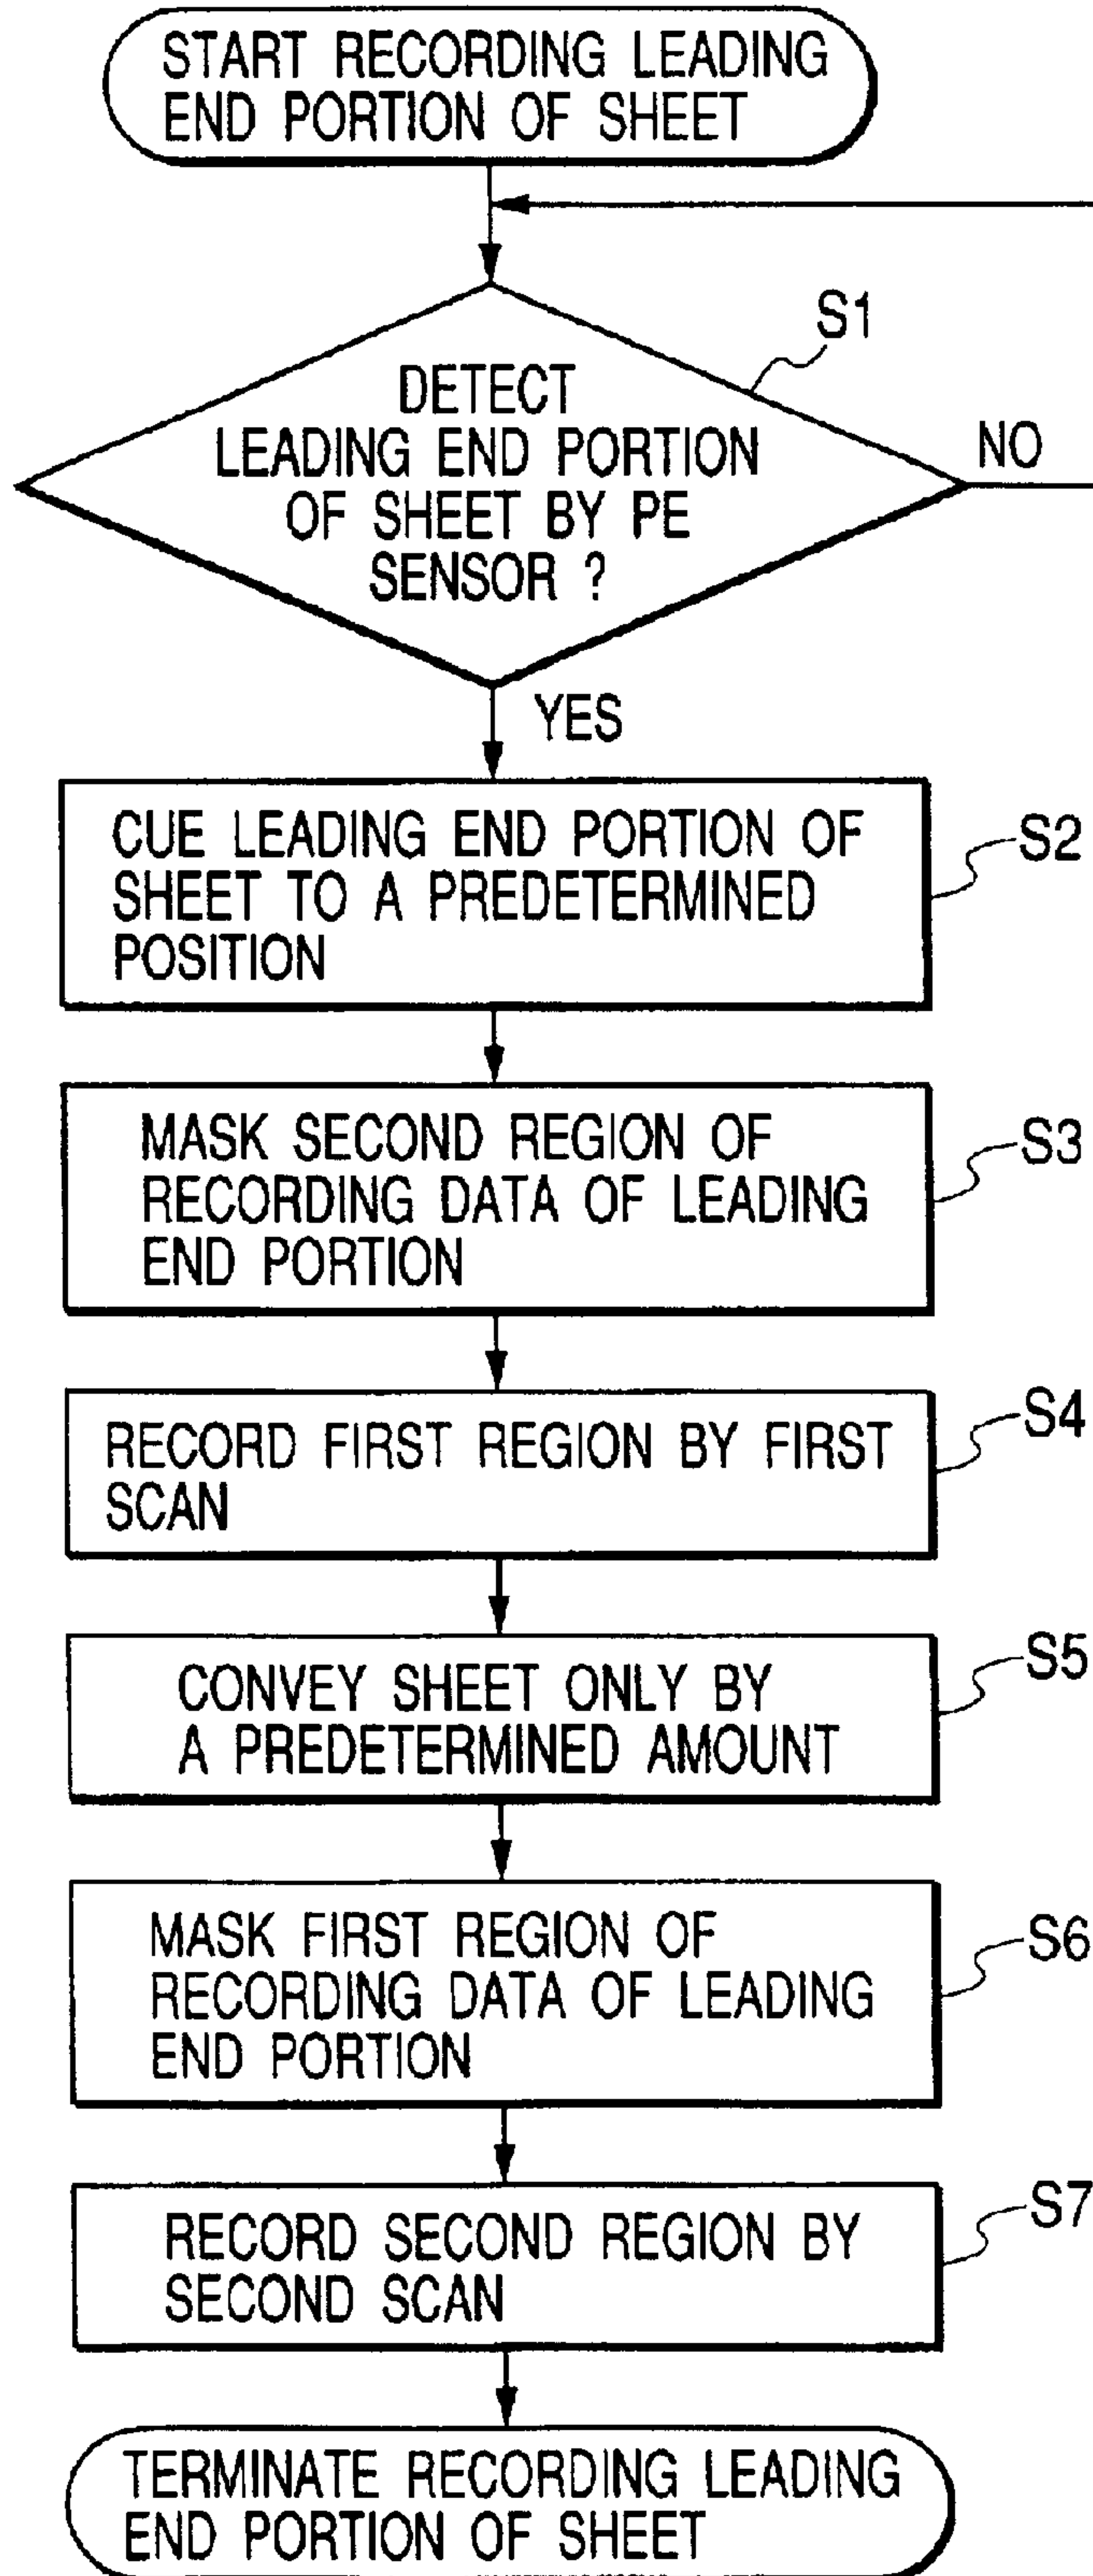 START RECORDING LEADING
END PORTION OF SHEET
S1
DETECT
LEADING END PORTION
OF SHEET BY PE
SENSOR ?
NO
YES
CUE LEADING END PORTION OF
SHEET TO A PREDETERMINED
POSITION
S2
MASK SECOND REGION OF
RECORDING DATA OF LEADING
END PORTION
S3
RECORD FIRST REGION BY FIRST
SCAN
S4
CONVEY SHEET ONLY BY
A PREDETERMINED AMOUNT
S5
MASK FIRST REGION OF
RECORDING DATA OF LEADING
END PORTION
S6
RECORD SECOND REGION BY
SECOND SCAN
S7
TERMINATE RECORDING LEADING
END PORTION OF SHEET